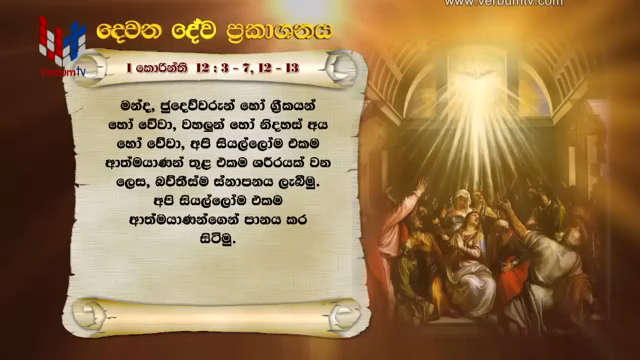 www.verbumtv.com
දෙවන දේව ප්‍රකාශනය
verbumtv
1 කොරින්ති 12 : 3 - 7, 12 - 13
මන්ද, ජුදෙව්වරුන් හෝ ග්‍රීකයන්
හෝ වේවා, වහලුන් හෝ නිදහස් අය
හෝ වේවා, අපි සියල්ලෝම එකම
ආත්මයාණන් තුළ එකම ශරීරයක් වන
ලෙස, බව්තීස්ම ස්නාපනය ලැබීමු.
අපි සියල්ලෝම එකම
ආත්මයාණන්ගෙන් පානය කර
සිටිමු.